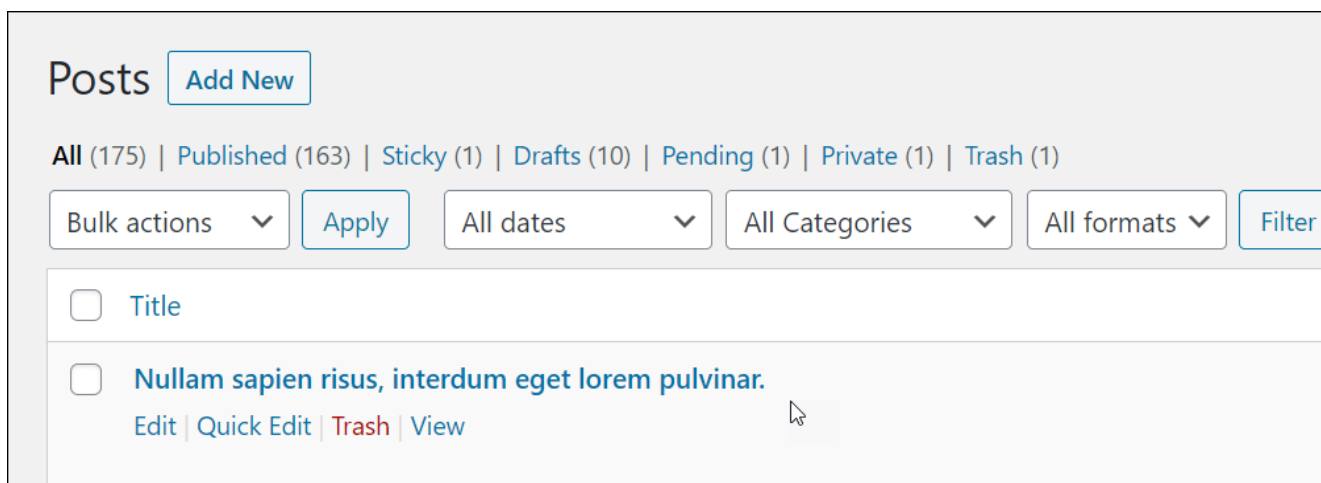 Posts Add New
All (175) | Published (163) | Sticky (1) | Drafts (10) | Pending (1) | Private (1) | Trash (1)
Bulk actions Apply All dates All Categories All formats Filter
Title
Nullam sapien risus, interdum eget lorem pulvinar.
Edit | Quick Edit | Trash | View